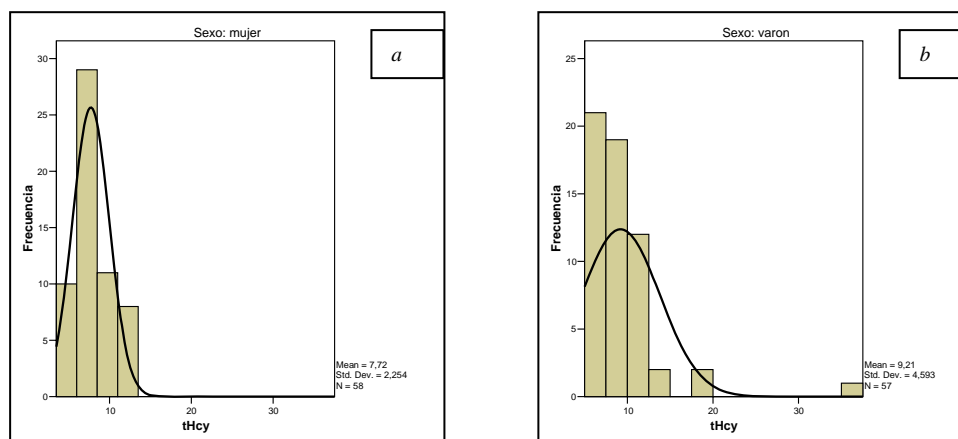 Sexo: mujer
a
30
25
20
15
10
5
0
Frecuencia
10
20
30
tHcy
Mean = 7,72
Std. Dev. = 2,254
N = 58
Sexo: varon
b
25
20
15
10
5
0
Frecuencia
10
20
30
tHcy
Mean = 9,21
Std. Dev. = 4,593
N = 57